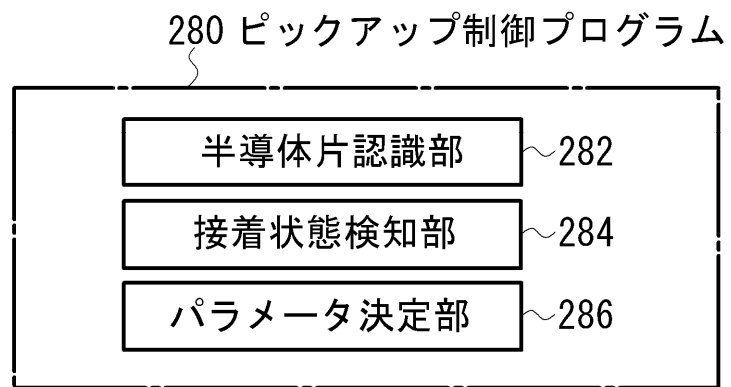 280 ピックアップ制御プログラム
半導体片認識部 282
接着状態検知部 284
パラメータ決定部 286